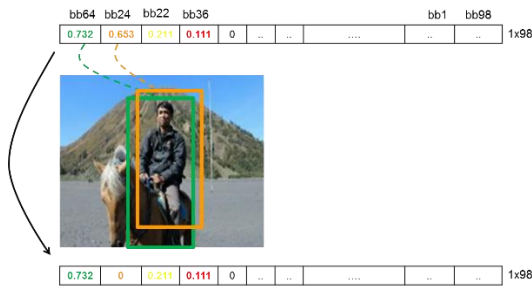 bb64 bb24 bb22 bb36 bb1 bb98
0.732 0.653 0.211 0.111 0 .. .. .... .. .. 1x98
0.732 0 0.211 0.111 0 .. .. .... .. .. 1x98